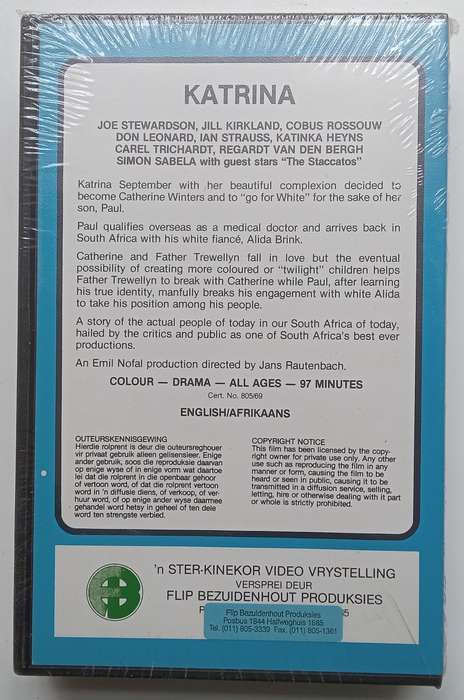 KATRINA
JOE STEWARDSON, JILL KIRKLAND, COBUS ROSSOUW
DON LEONARD, IAN STRAUSS, KATINKA HEYNS
CAREL TRICHARDT, REGARDT VAN DEN BERGH
SIMON SABELA with guest stars "The Staccatos"
Katrina September with her beautiful complexion decided to
become Catherine Winters and to "go for White" for the sake of her
son, Paul.
Paul qualifies overseas as a medical doctor and arrives back in
South Africa with his white fiancé, Alida Brink.
Catherine and Father Trewellyn fall in love but the eventual
possibility of creating more coloured or "twilight" children helps
Father Trewellyn to break with Catherine while Paul, after learning
his true identity, manfully breaks his engagement with white Alida
to take his position among his people.
A story of the actual people of today in our South Africa of today,
hailed by the critics and public as one of South Africa's best ever
productions.
An Emil Nofal production directed by Jans Rautenbach.
COLOUR — DRAMA — ALL AGES — 97 MINUTES
Cert. No. 805/69
ENGLISH/AFRIKAANS
OUTEURSKENNISGEWING
Hierdie rolprent is deur die outeursreghouer
vir privaat gebruik alleen gelisensieer. Enige
ander gebruik, soos die reproduksie daarvan
op enige wyse of in enige vorm wat daartoe
lei dat die rolprent in die openbaar gehoor
of vertoon word, of dat die rolprent vertoon
word in 'n diffusie diens, of verkoop, of ver-
huur word, of op enige ander wyse daarmee
gehandel word hetsy in geheel of ten dele
word ten strengste verbied.
COPYRIGHT NOTICE
This film has been licensed by the copy-
right owner for private use only. Any other
use such as reproducing the film in any
manner or form, causing the film to be
heard or seen in public, causing it to be
transmitted in a diffusion service, selling,
letting, hire or otherwise dealing with it part
or whole is strictly prohibited.
'n STER-KINEKOR VIDEO VRYSTELLING
VERSPREI DEUR
FLIP BEZUIDENHOUT PRODUKSIES
Flip Bezuidenhout Produksies
Posbus 1844 Halfweghuis 1685
Tel. (011) 805-3339 Fax. (011) 805-1361